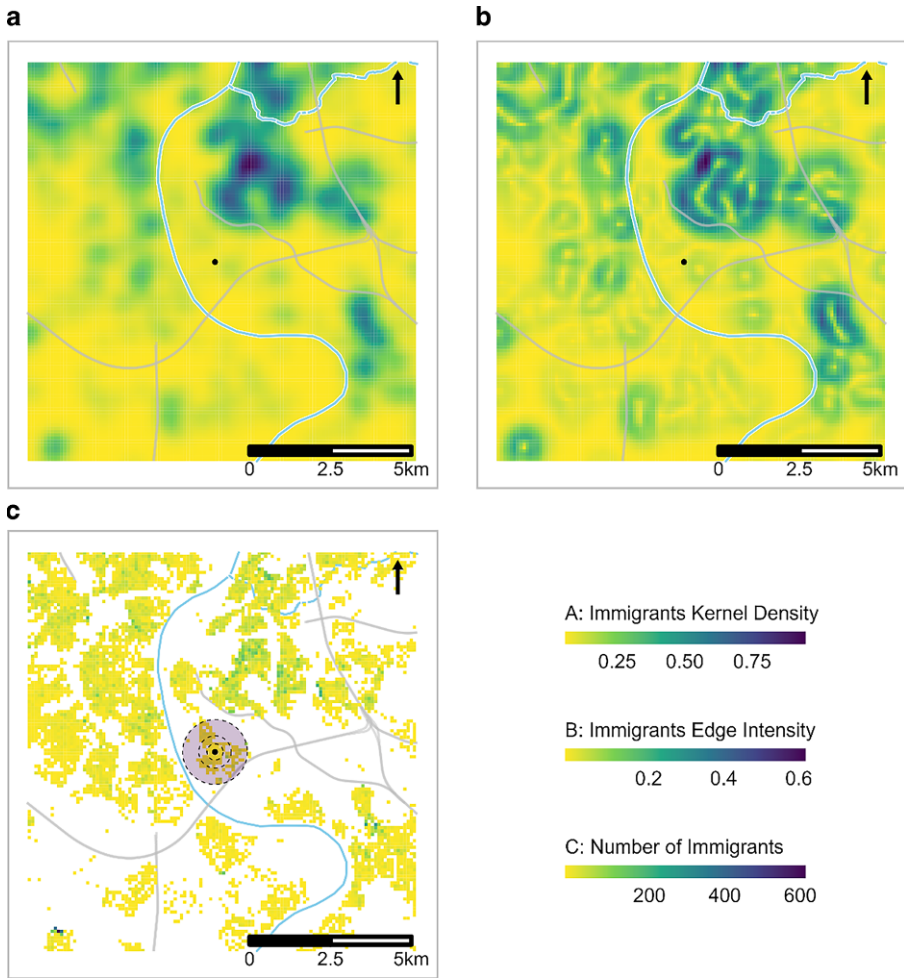 a
b
0 2.5 5km
0 2.5 5km
c
0 2.5 5km
A: Immigrants Kernel Density
0.25 0.50 0.75
B: Immigrants Edge Intensity
0.2 0.4 0.6
C: Number of Immigrants
200 400 600